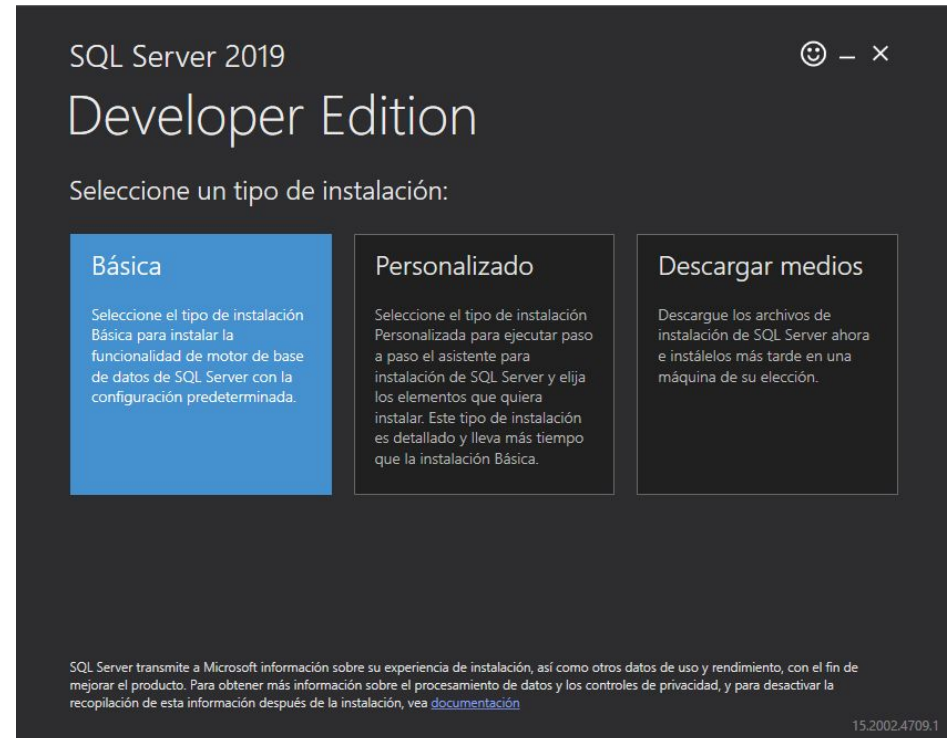 SQL Server 2019
Developer Edition
Seleccione un tipo de instalación:
Básica
Seleccione el tipo de instalación
Básica para instalar la
funcionalidad de motor de base
de datos de SQL Server con la
configuración predeterminada.
Personalizado
Seleccione el tipo de instalación
Personalizada para ejecutar paso
a paso el asistente para
instalación de SQL Server y elija
los elementos que quiera
instalar. Este tipo de instalación
es detallado y lleva más tiempo
que la instalación Básica.
Descargar medios
Descargue los archivos de
instalación de SQL Server ahora
e instálelos más tarde en una
máquina de su elección.
SQL Server transmite a Microsoft información sobre su experiencia de instalación, así como otros datos de uso y rendimiento, con el fin de
mejorar el producto. Para obtener más información sobre el procesamiento de datos y los controles de privacidad, y para desactivar la
recopilación de esta información después de la instalación, vea documentación
15.2002.4709.1